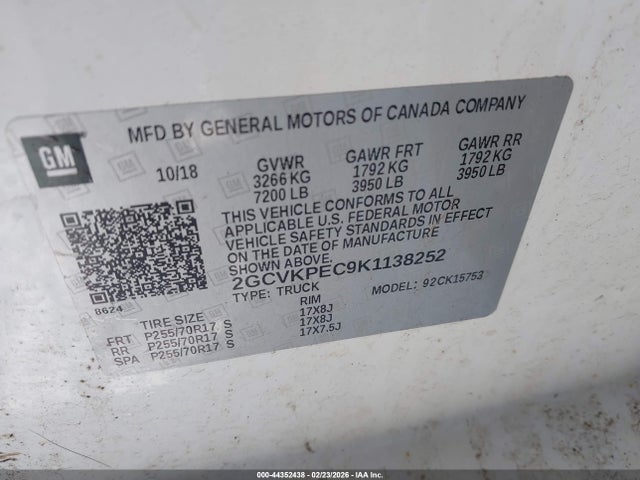 GM
MFD BY GENERAL MOTORS OF CANADA COMPANY
10/18 GVWR GAWR FRT GAWR RR
3266 KG 1792 KG 1792 KG
7200 LB 3950 LB 3950 LB
THIS VEHICLE CONFORMS TO ALL
APPLICABLE U.S. FEDERAL MOTOR
VEHICLE SAFETY STANDARDS IN EFFECT
ON THE DATE OF MANUFACTURE
SHOWN ABOVE.
2GCVKPEC9K1138252
TYPE: TRUCK MODEL: 92CK15753
8624
TIRE SIZE RIM
FRT P255/70R17 S 17X8J
RR P255/70R17 S 17X8J
SPA P255/70R17 S 17X7.5J
000-44352438 - 02/23/2026 - IAA Inc.